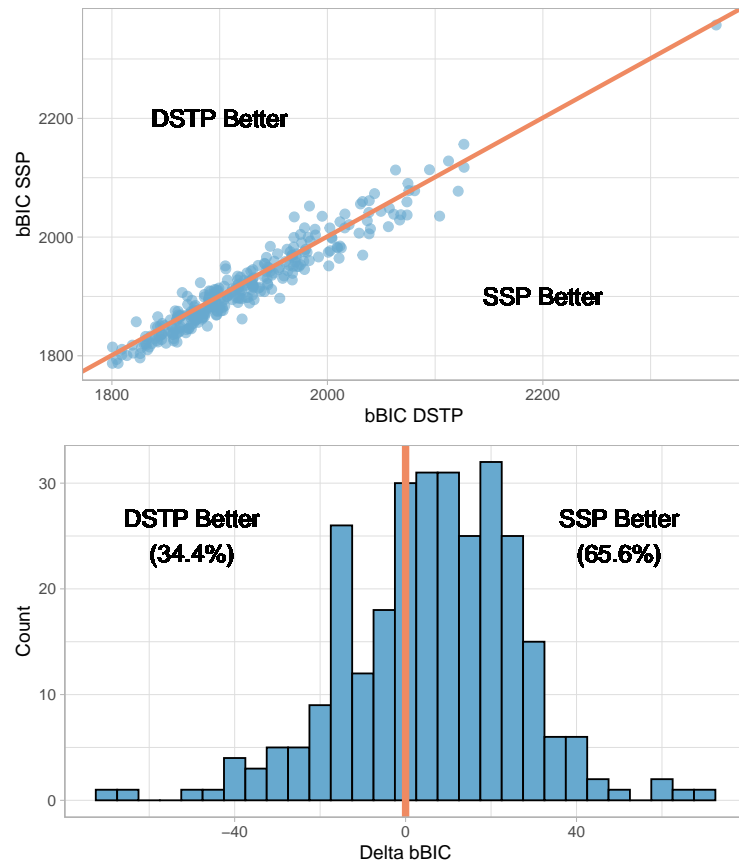 2200
2000
1800
bBIC SSP
DSTP Better
SSP Better
1800 2000 2200
bBIC DSTP
30
20
10
0
Count
DSTP Better SSP Better
(34.4%) (65.6%)
−40 0 40
Delta bBIC